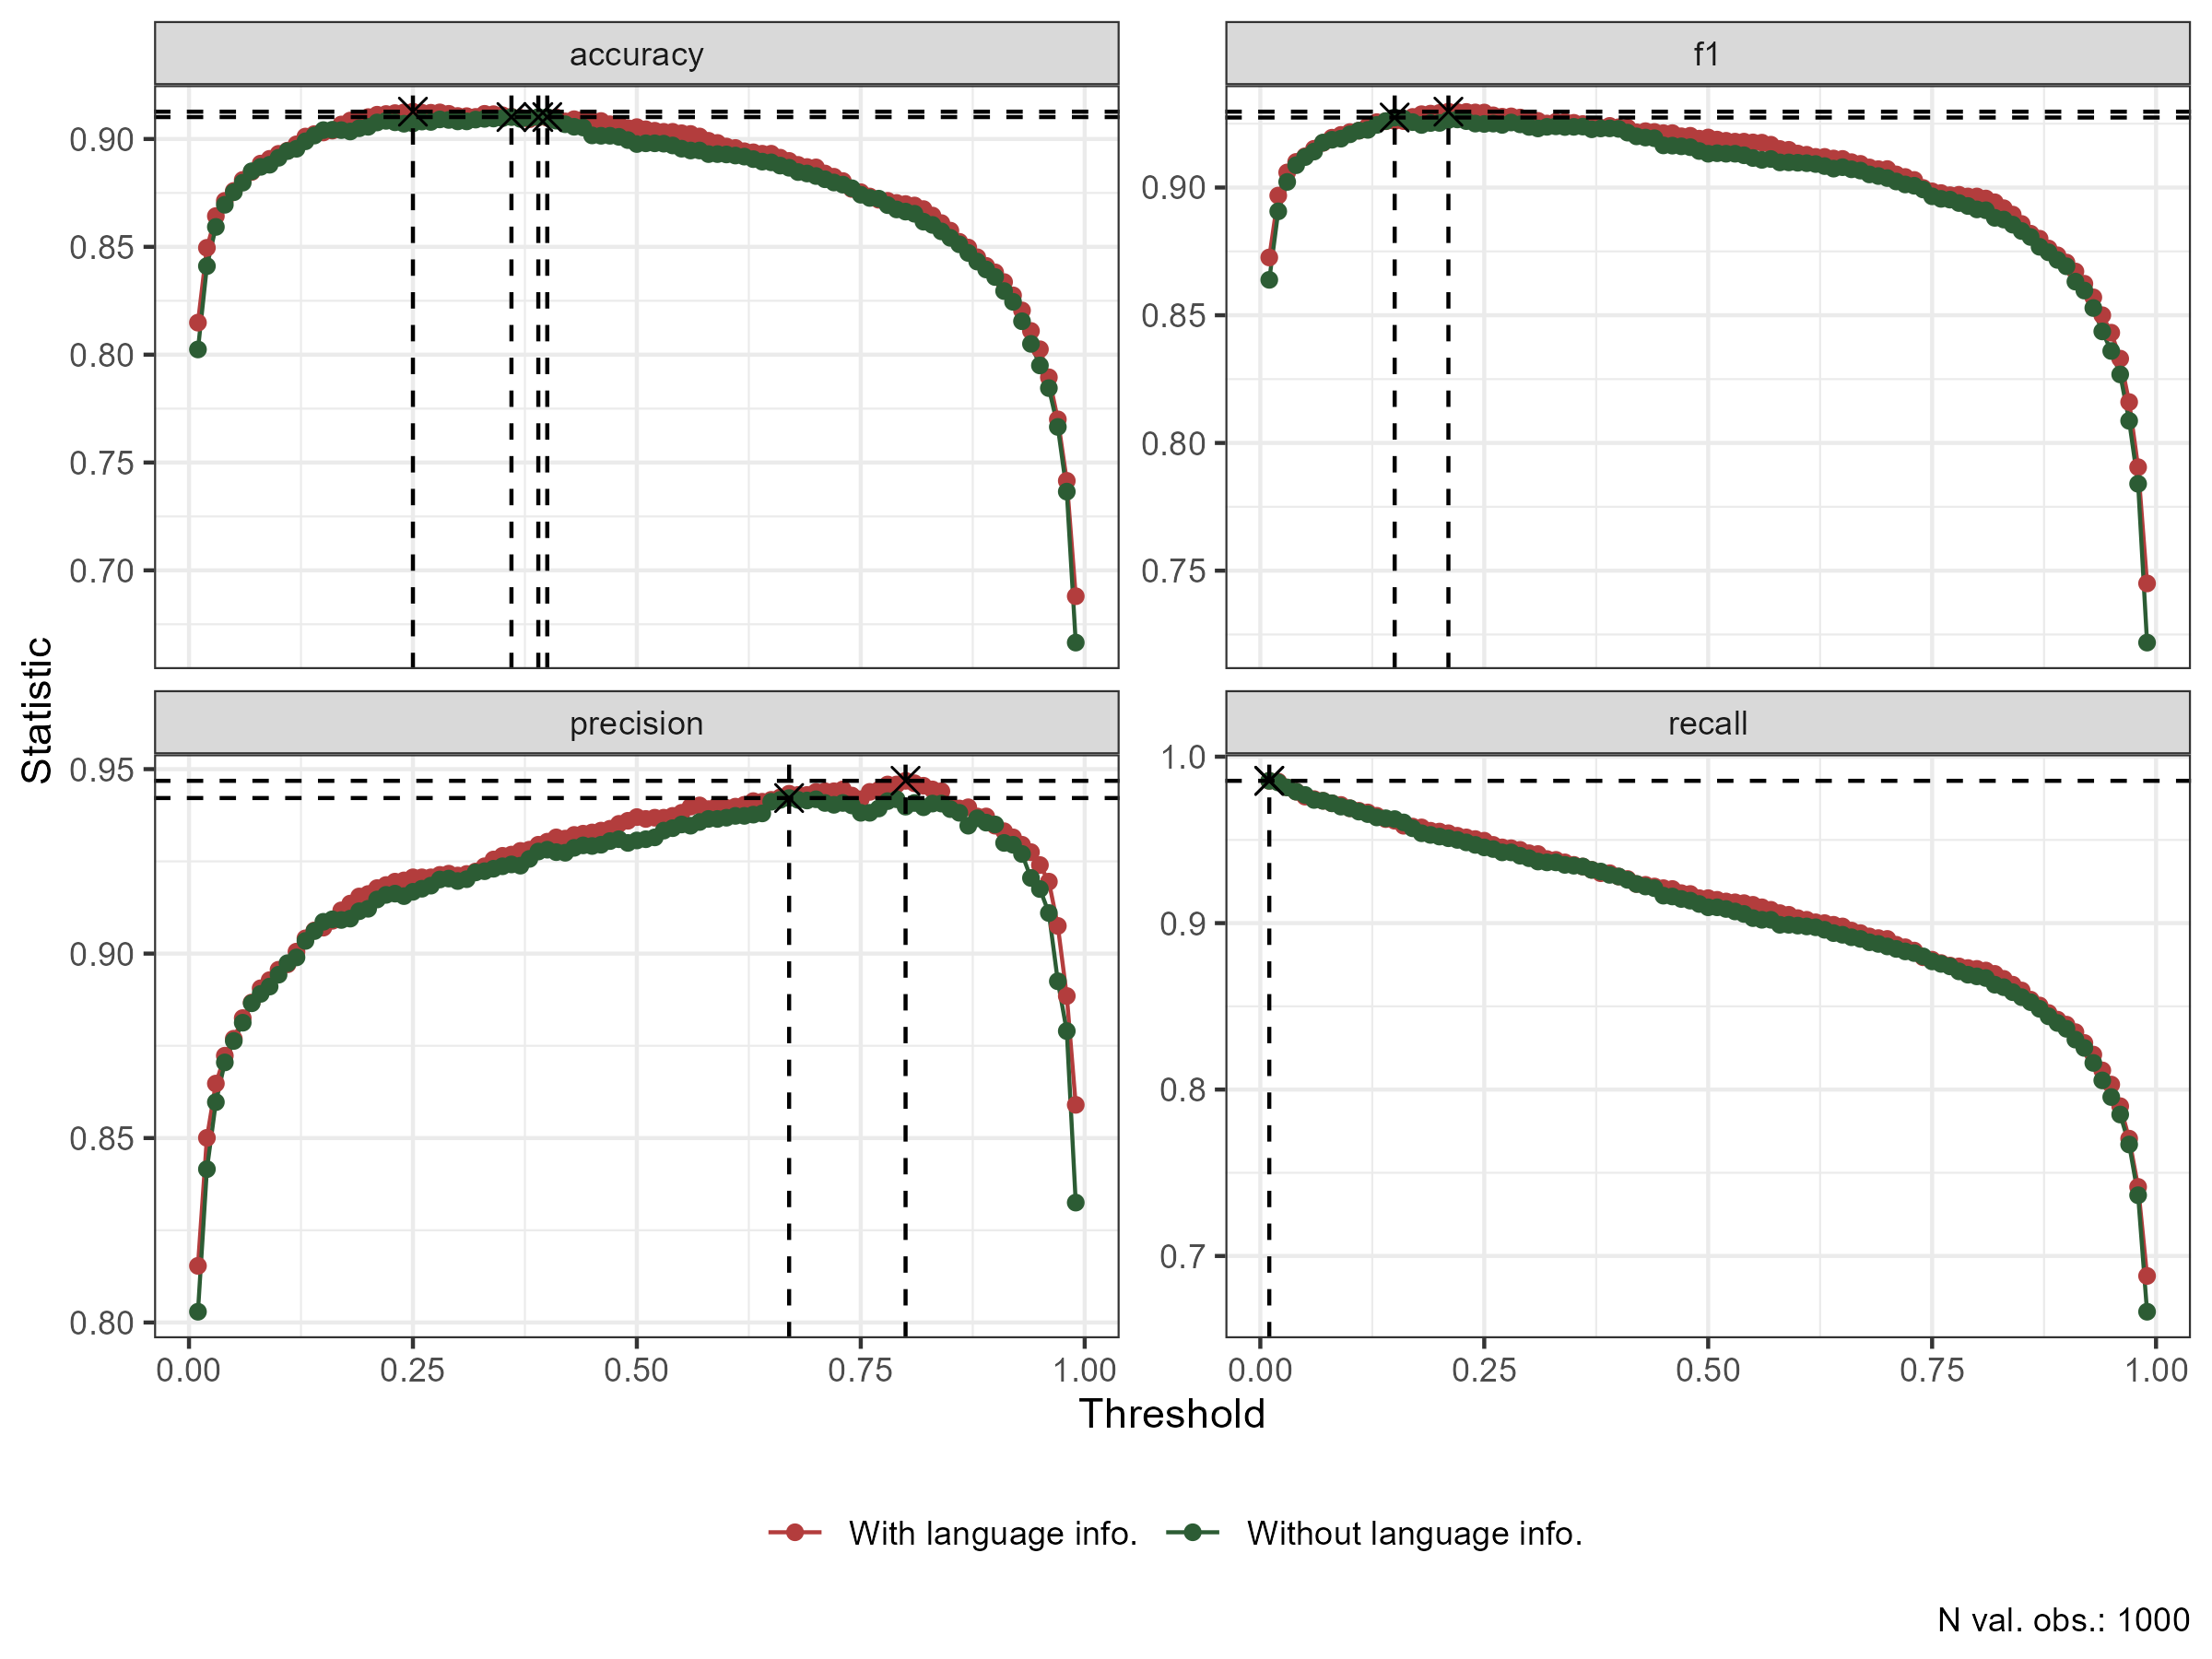 accuracy
f1
0.90
0.85
0.80
0.75
0.70
0.90
0.85
0.80
0.75
Statistic
precision
recall
0.95
0.90
0.85
0.80
1.0
0.9
0.8
0.7
0.00 0.25 0.50 0.75 1.00
0.00 0.25 0.50 0.75 1.00
Threshold
With language info. Without language info.
N val. obs.: 1000